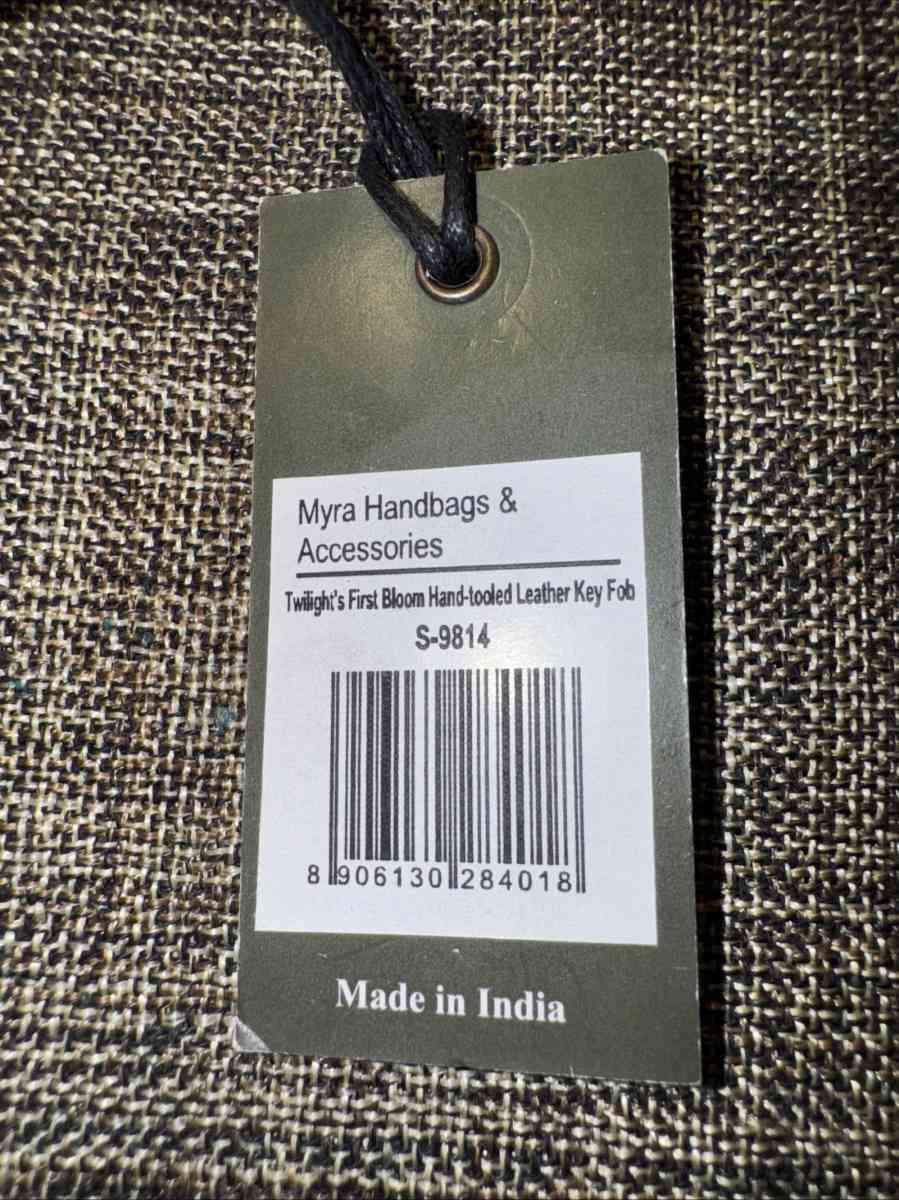 Myra Handbags &
Accessories
Twilight's First Bloom Hand-tooled Leather Key Fob
S-9814
8 906130 284018
Made in India